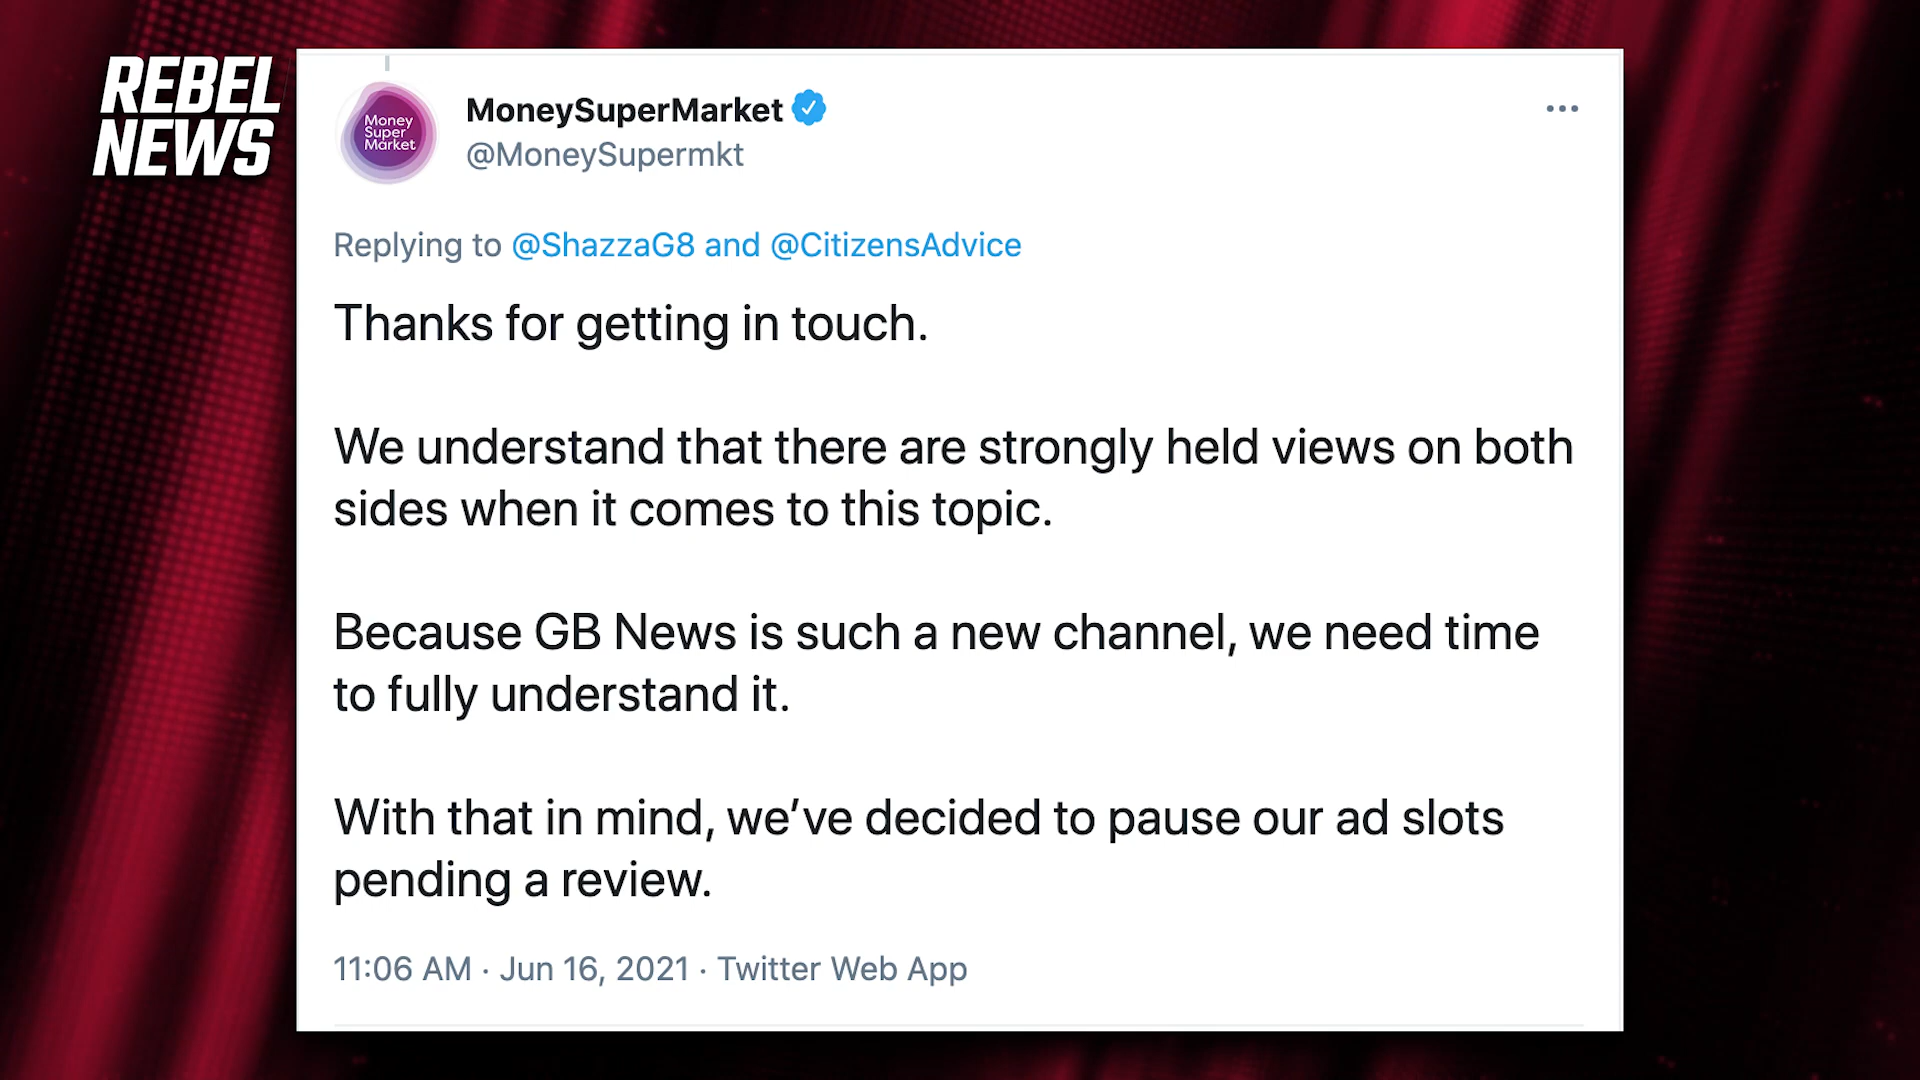 REBEL
NEWS
MoneySuperMarket
@MoneySupermkt
Money
Super
Market
Replying to @ShazzaG8 and @CitizensAdvice
Thanks for getting in touch.
We understand that there are strongly held views on both
sides when it comes to this topic.
Because GB News is such a new channel, we need time
to fully understand it.
With that in mind, we’ve decided to pause our ad slots
pending a review.
11:06 AM · Jun 16, 2021 · Twitter Web App